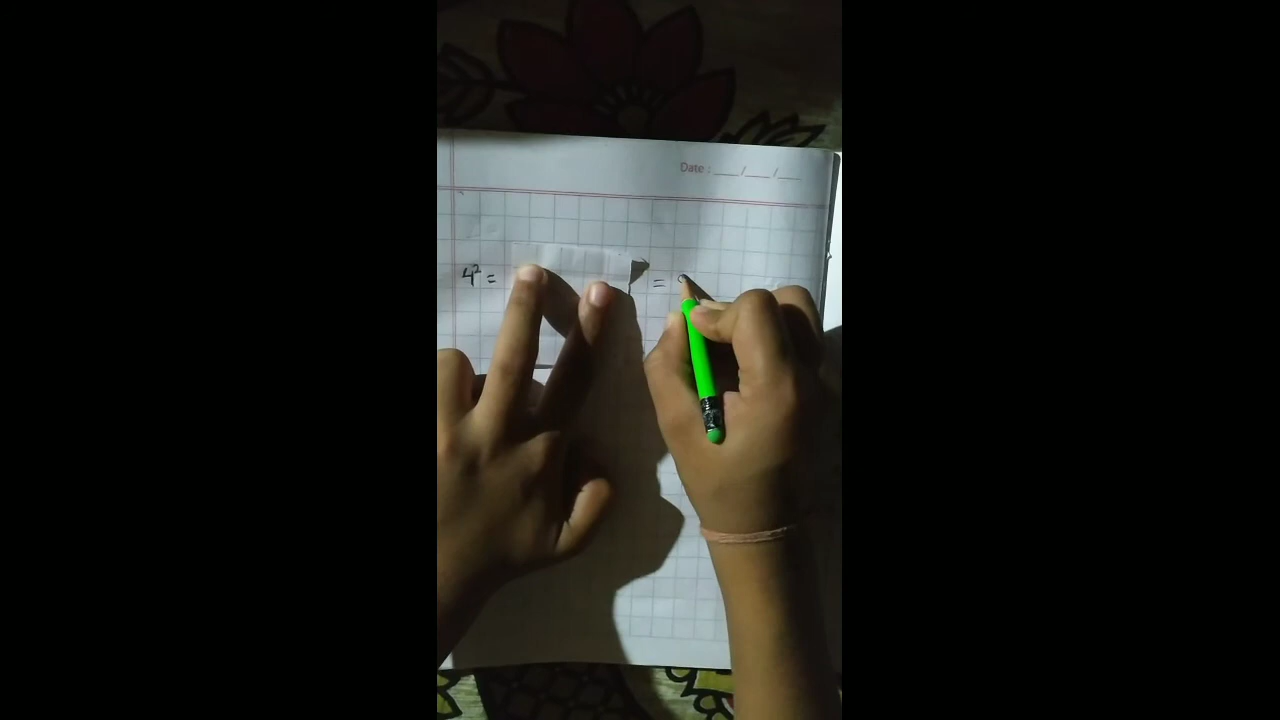 Date : ___/___/___
4² = =